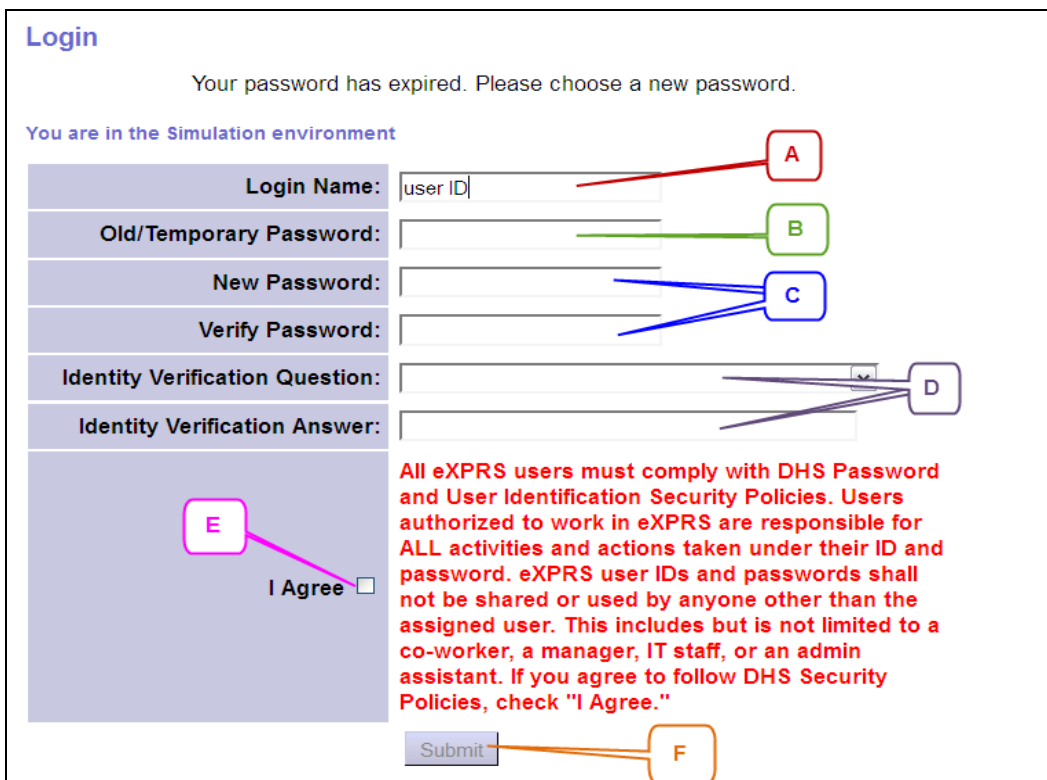 Login
Your password has expired. Please choose a new password.
You are in the Simulation environment
A
Login Name: user ID
Old/Temporary Password:
B
New Password:
C
Verify Password:
Identity Verification Question:
D
Identity Verification Answer:
All eXPRS users must comply with DHS Password
and User Identification Security Policies. Users
authorized to work in eXPRS are responsible for
ALL activities and actions taken under their ID and
password. eXPRS user IDs and passwords shall
not be shared or used by anyone other than the
assigned user. This includes but is not limited to a
co-worker, a manager, IT staff, or an admin
assistant. If you agree to follow DHS Security
Policies, check "I Agree."
E
I Agree
Submit
F